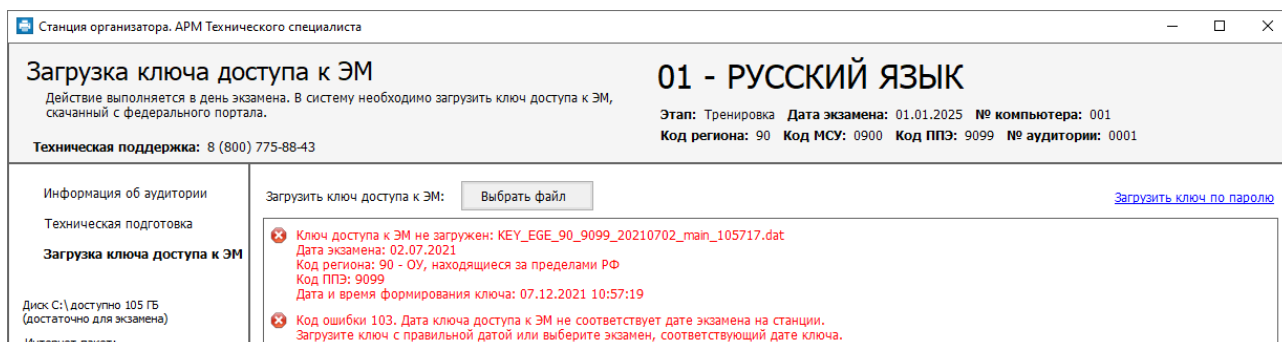 Станция организатора. АРМ Технического специалиста
Загрузка ключа доступа к ЭМ
Действие выполняется в день экзамена. В систему необходимо загрузить ключ доступа к ЭМ,
скачанный с федерального портала.
Техническая поддержка: 8 (800) 775-88-43
01 - РУССКИЙ ЯЗЫК
Этап: Тренировка Дата экзамена: 01.01.2025 № компьютера: 001
Код региона: 90 Код МСУ: 0900 Код ППЭ: 9099 № аудитории: 0001
Информация об аудитории
Техническая подготовка
Загрузка ключа доступа к ЭМ
Диск C:\ доступно 105 ГБ
(достаточно для экзамена)
Загрузить ключ доступа к ЭМ: Выбрать файл Загрузить ключ по паролю
Ключ доступа к ЭМ не загружен: KEY_EGE_90_9099_20210702_main_105717.dat
Дата экзамена: 02.07.2021
Код региона: 90 - ОУ, находящиеся за пределами РФ
Код ППЭ: 9099
Дата и время формирования ключа: 07.12.2021 10:57:19
Код ошибки 103. Дата ключа доступа к ЭМ не соответствует дате экзамена на станции.
Загрузите ключ с правильной датой или выберите экзамен, соответствующий дате ключа.